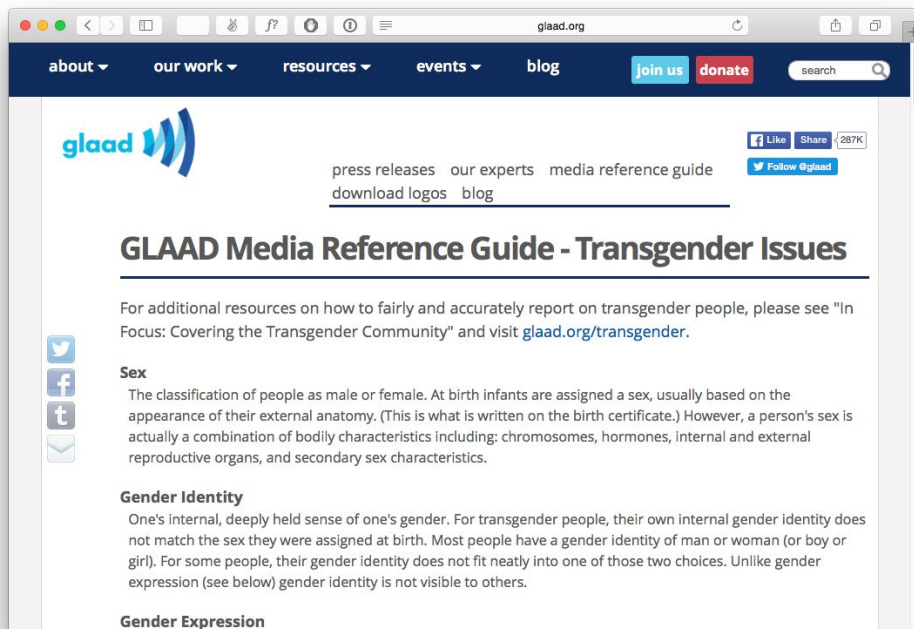 f?
glaad.org
about
our work
resources
events
blog
join us
donate
search
glaad
Like
Share
287K
Follow @glaad
press releases our experts media reference guide
download logos blog
GLAAD Media Reference Guide - Transgender Issues
For additional resources on how to fairly and accurately report on transgender people, please see "In
Focus: Covering the Transgender Community" and visit glaad.org/transgender.
Sex
The classification of people as male or female. At birth infants are assigned a sex, usually based on the
appearance of their external anatomy. (This is what is written on the birth certificate.) However, a person's sex is
actually a combination of bodily characteristics including: chromosomes, hormones, internal and external
reproductive organs, and secondary sex characteristics.
Gender Identity
One's internal, deeply held sense of one's gender. For transgender people, their own internal gender identity does
not match the sex they were assigned at birth. Most people have a gender identity of man or woman (or boy or
girl). For some people, their gender identity does not fit neatly into one of those two choices. Unlike gender
expression (see below) gender identity is not visible to others.
Gender Expression